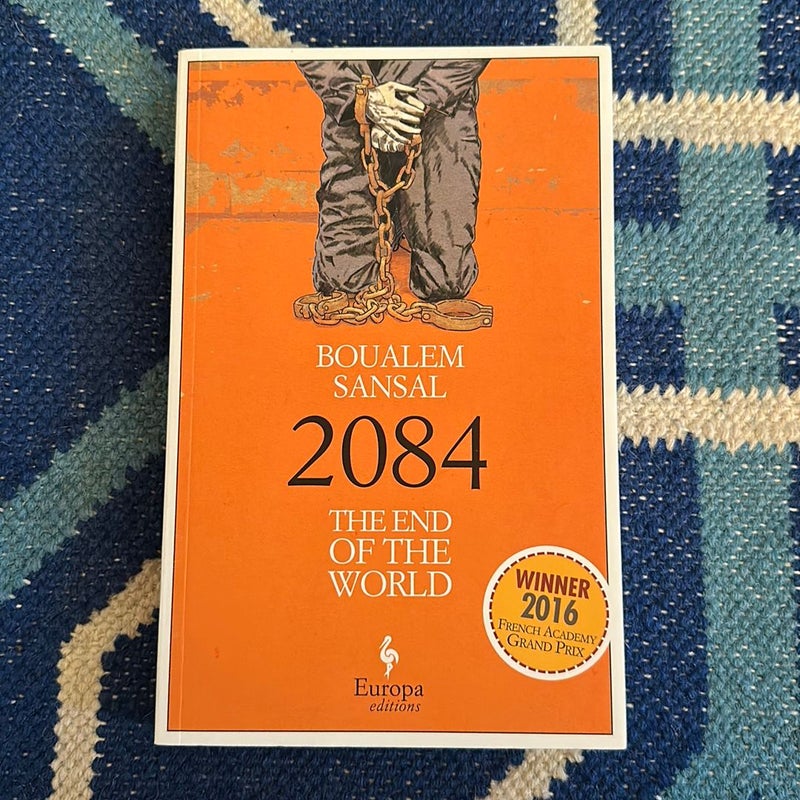 BOUALEM
SANSAL
2084
THE END
OF THE
WORLD
WINNER
2016
FRENCH ACADEMY
GRAND PRIX
Europa
editions